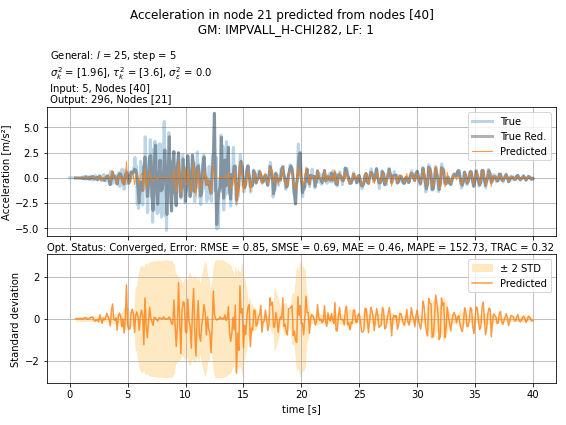 Acceleration in node 21 predicted from nodes [40]
GM: IMPVALL_H-CHI282, LF: 1
General: l = 25, step = 5
σ²ₖ = [1.96], τ²ₖ = [3.6], σ²ε = 0.0
Input: 5, Nodes [40]
Output: 296, Nodes [21]
Acceleration [m/s²]
5.0
2.5
0.0
−2.5
−5.0
True
True Red.
Predicted
Opt. Status: Converged, Error: RMSE = 0.85, SMSE = 0.69, MAE = 0.46, MAPE = 152.73, TRAC = 0.32
Standard deviation
2
0
−2
± 2 STD
Predicted
0 5 10 15 20 25 30 35 40
time [s]